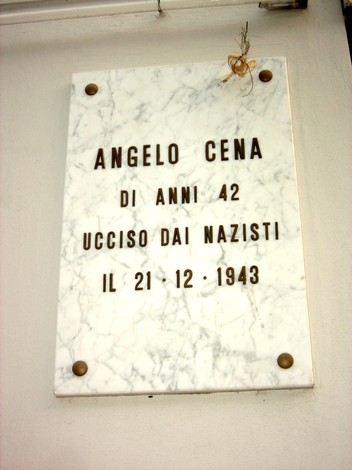 ANGELO CENA
DI ANNI 42
UCCISO DAI NAZISTI
IL 21 · 12 · 1943